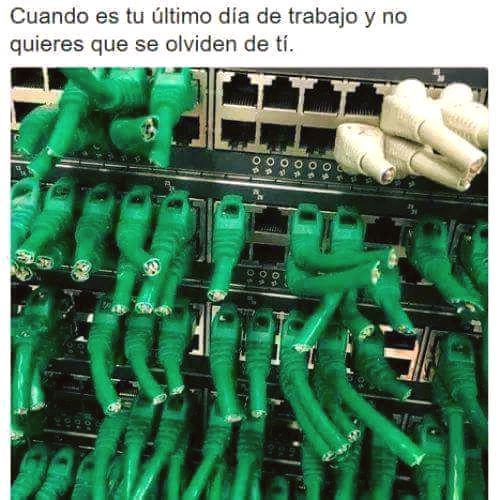 Cuando es tu último día de trabajo y no
quieres que se olviden de tí.